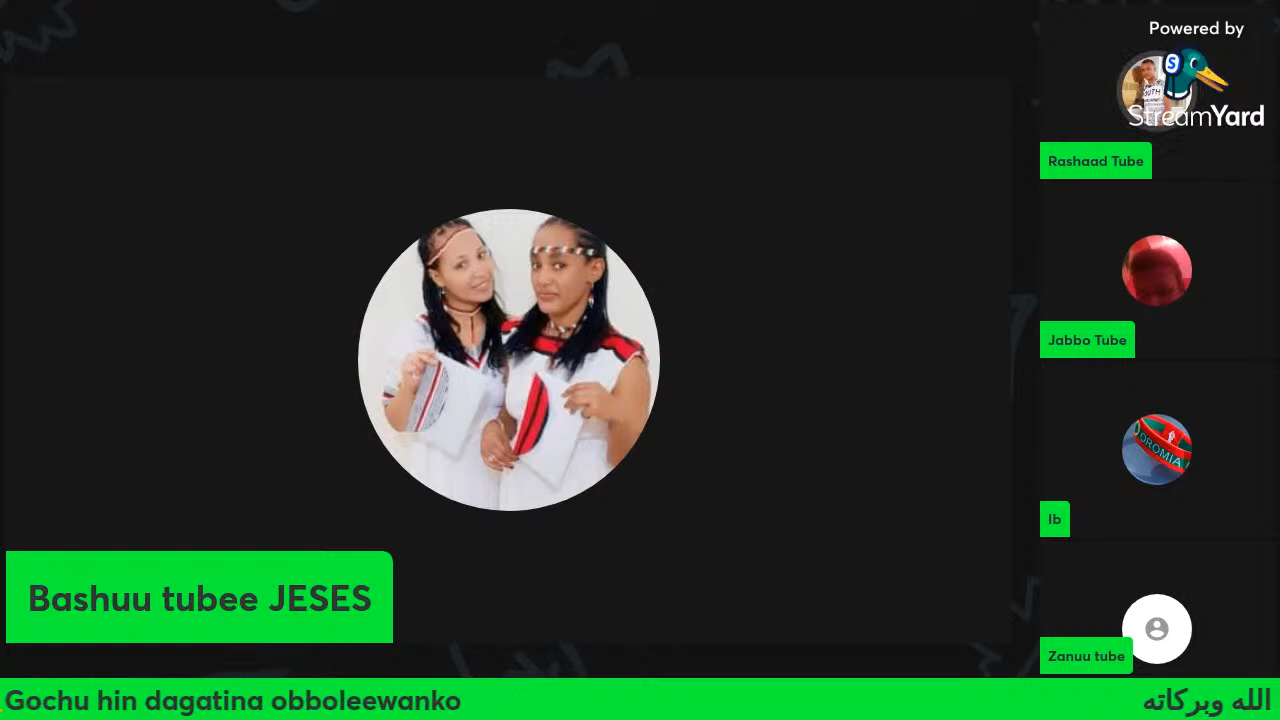 Powered by
StreamYard
Rashaad Tube
Jabbo Tube
OROMIA
Ib
Bashuu tubee JESES
Zanuu tube
Gochu hin dagatina obboleewanko
الله وبركاته